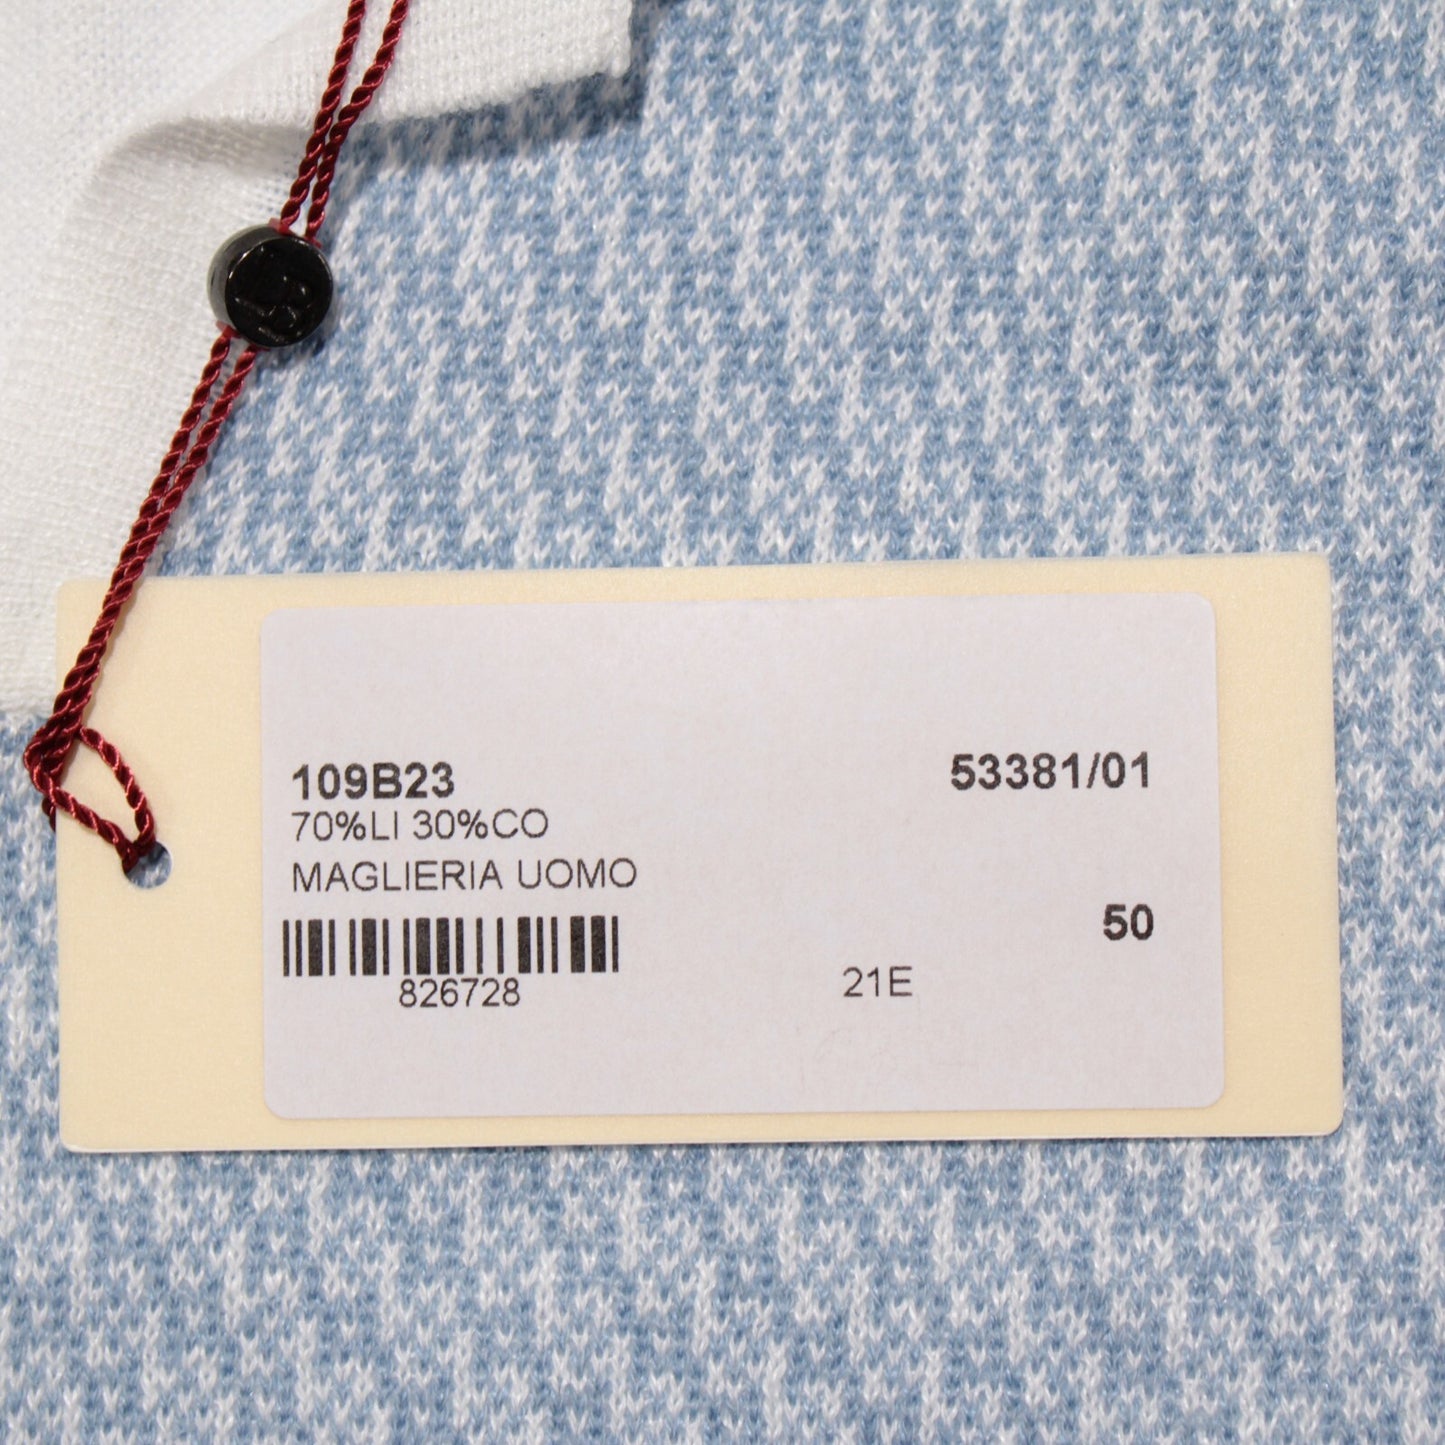 109B23 53381/01
70%LI 30%CO
MAGLIERIA UOMO
50
826728 21E